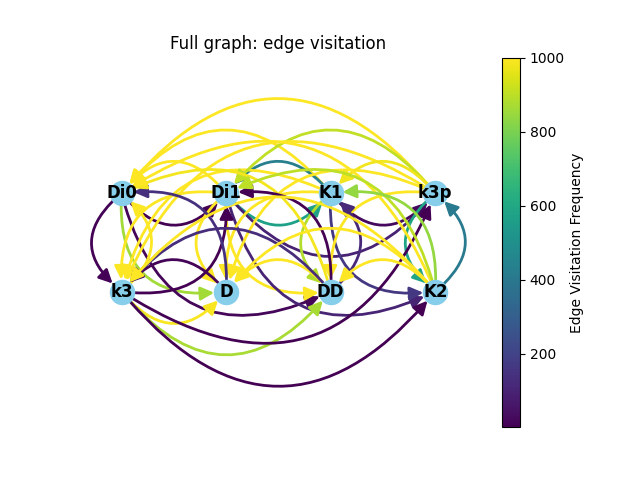 Full graph: edge visitation
Di0 Di1 K1 k3p
k3 D DD K2
1000
800
600
400
200
Edge Visitation Frequency